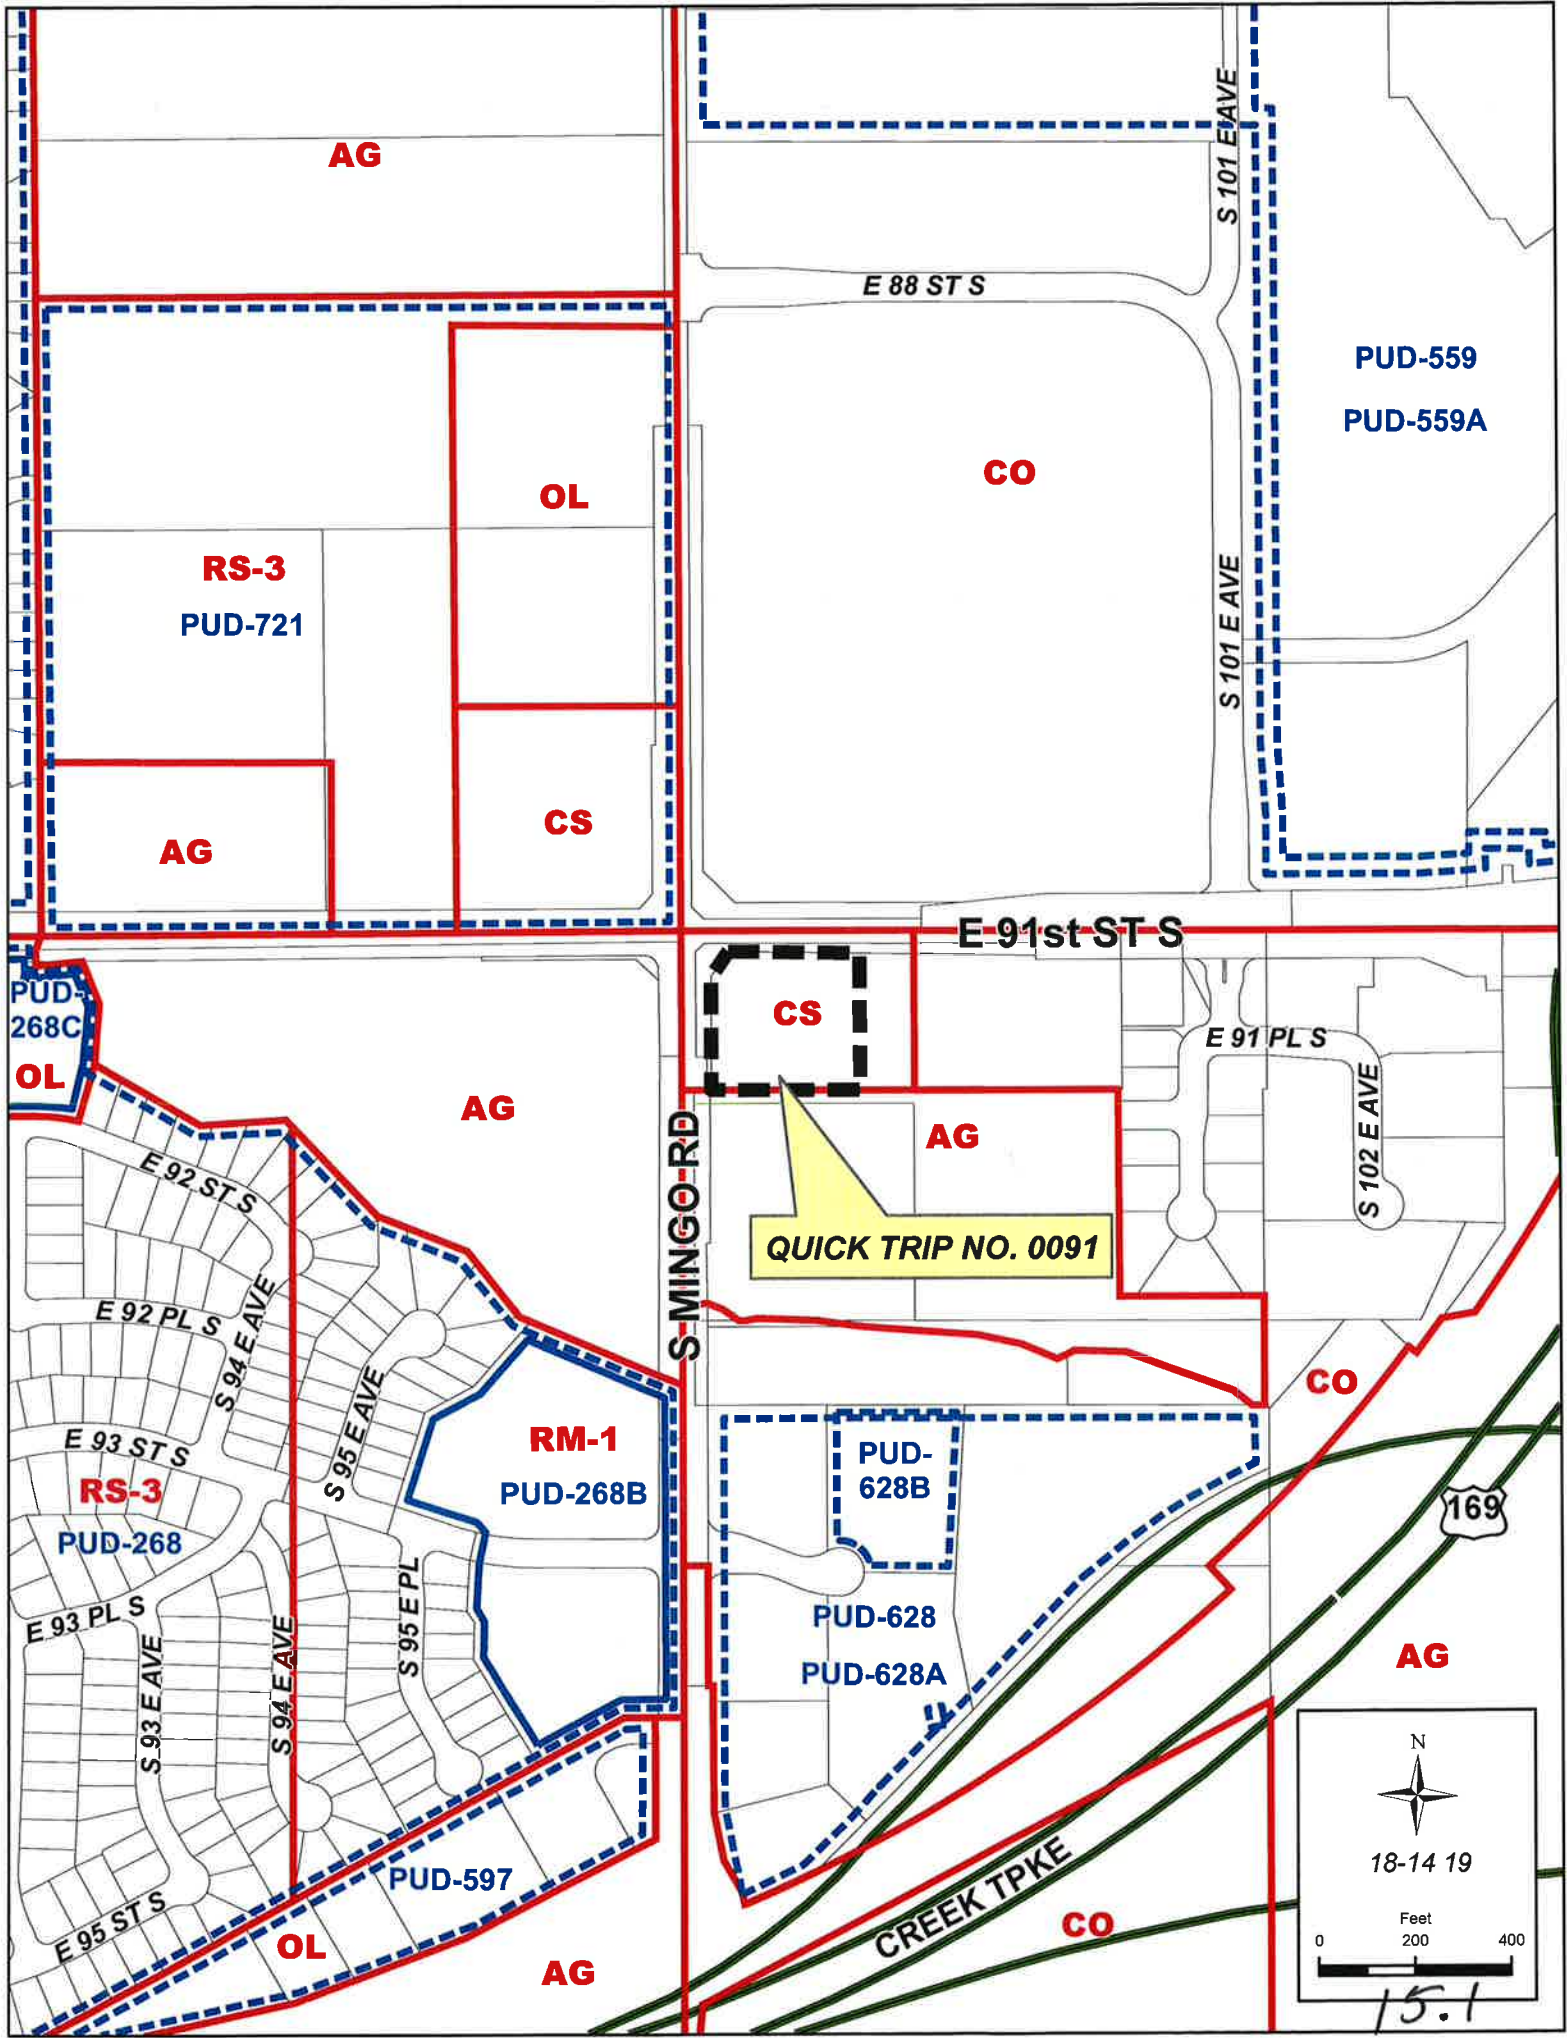 S 101 E AVE
AG
E 88 ST S
PUD-559
PUD-559A
CO
OL
RS-3
PUD-721
S 101 E AVE
CS
AG
E 91st ST S
PUD-
268C
OL
CS
E 91 PL S
AG
AG
S 102 E AVE
E 92 ST S
S MINGO RD
QUICK TRIP NO. 0091
E 92 PL S
S 94 E AVE
S 95 E AVE
CO
E 93 ST S
RM-1
PUD-268B
PUD-
628B
RS-3
PUD-268
169
E 93 PL S
S 93 E AVE
S 94 E AVE
S 95 E PL
PUD-628
PUD-628A
AG
N
18-14 19
Feet
0 200 400
PUD-597
E 95 ST S
OL
AG
CREEK TPKE
CO
15.1